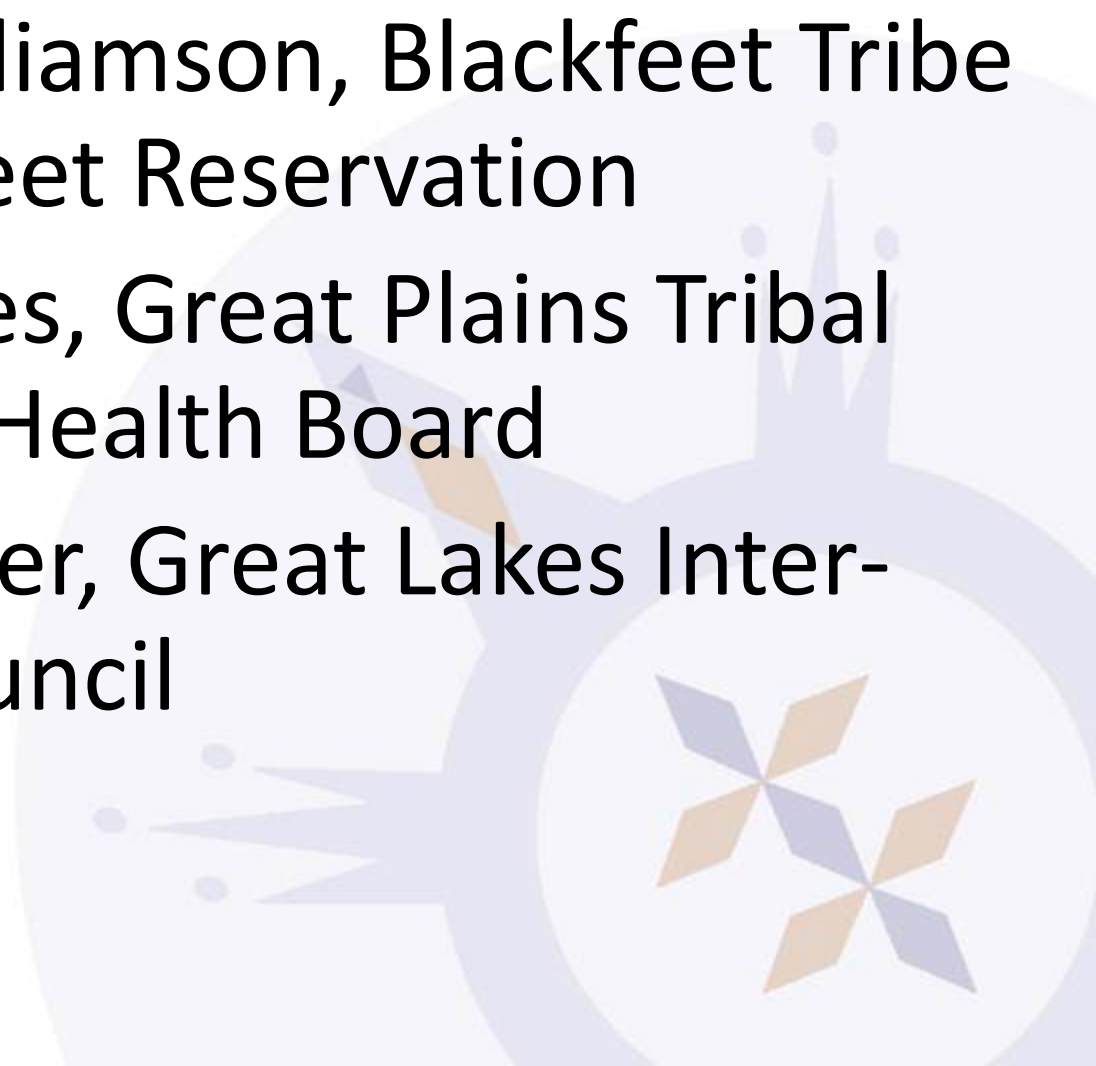 liamson, Blackfeet Tribe
eet Reservation
es, Great Plains Tribal
Health Board
er, Great Lakes Inter-
uncil